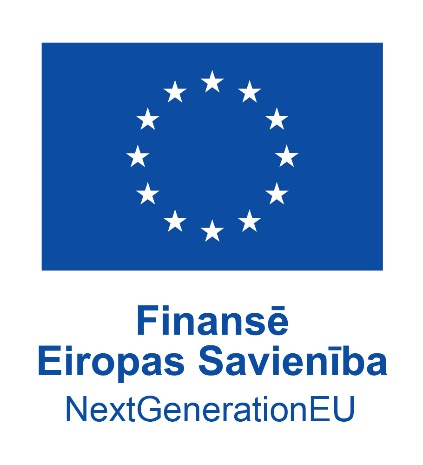 Finansē
Eiropas Savienība
NextGenerationEU